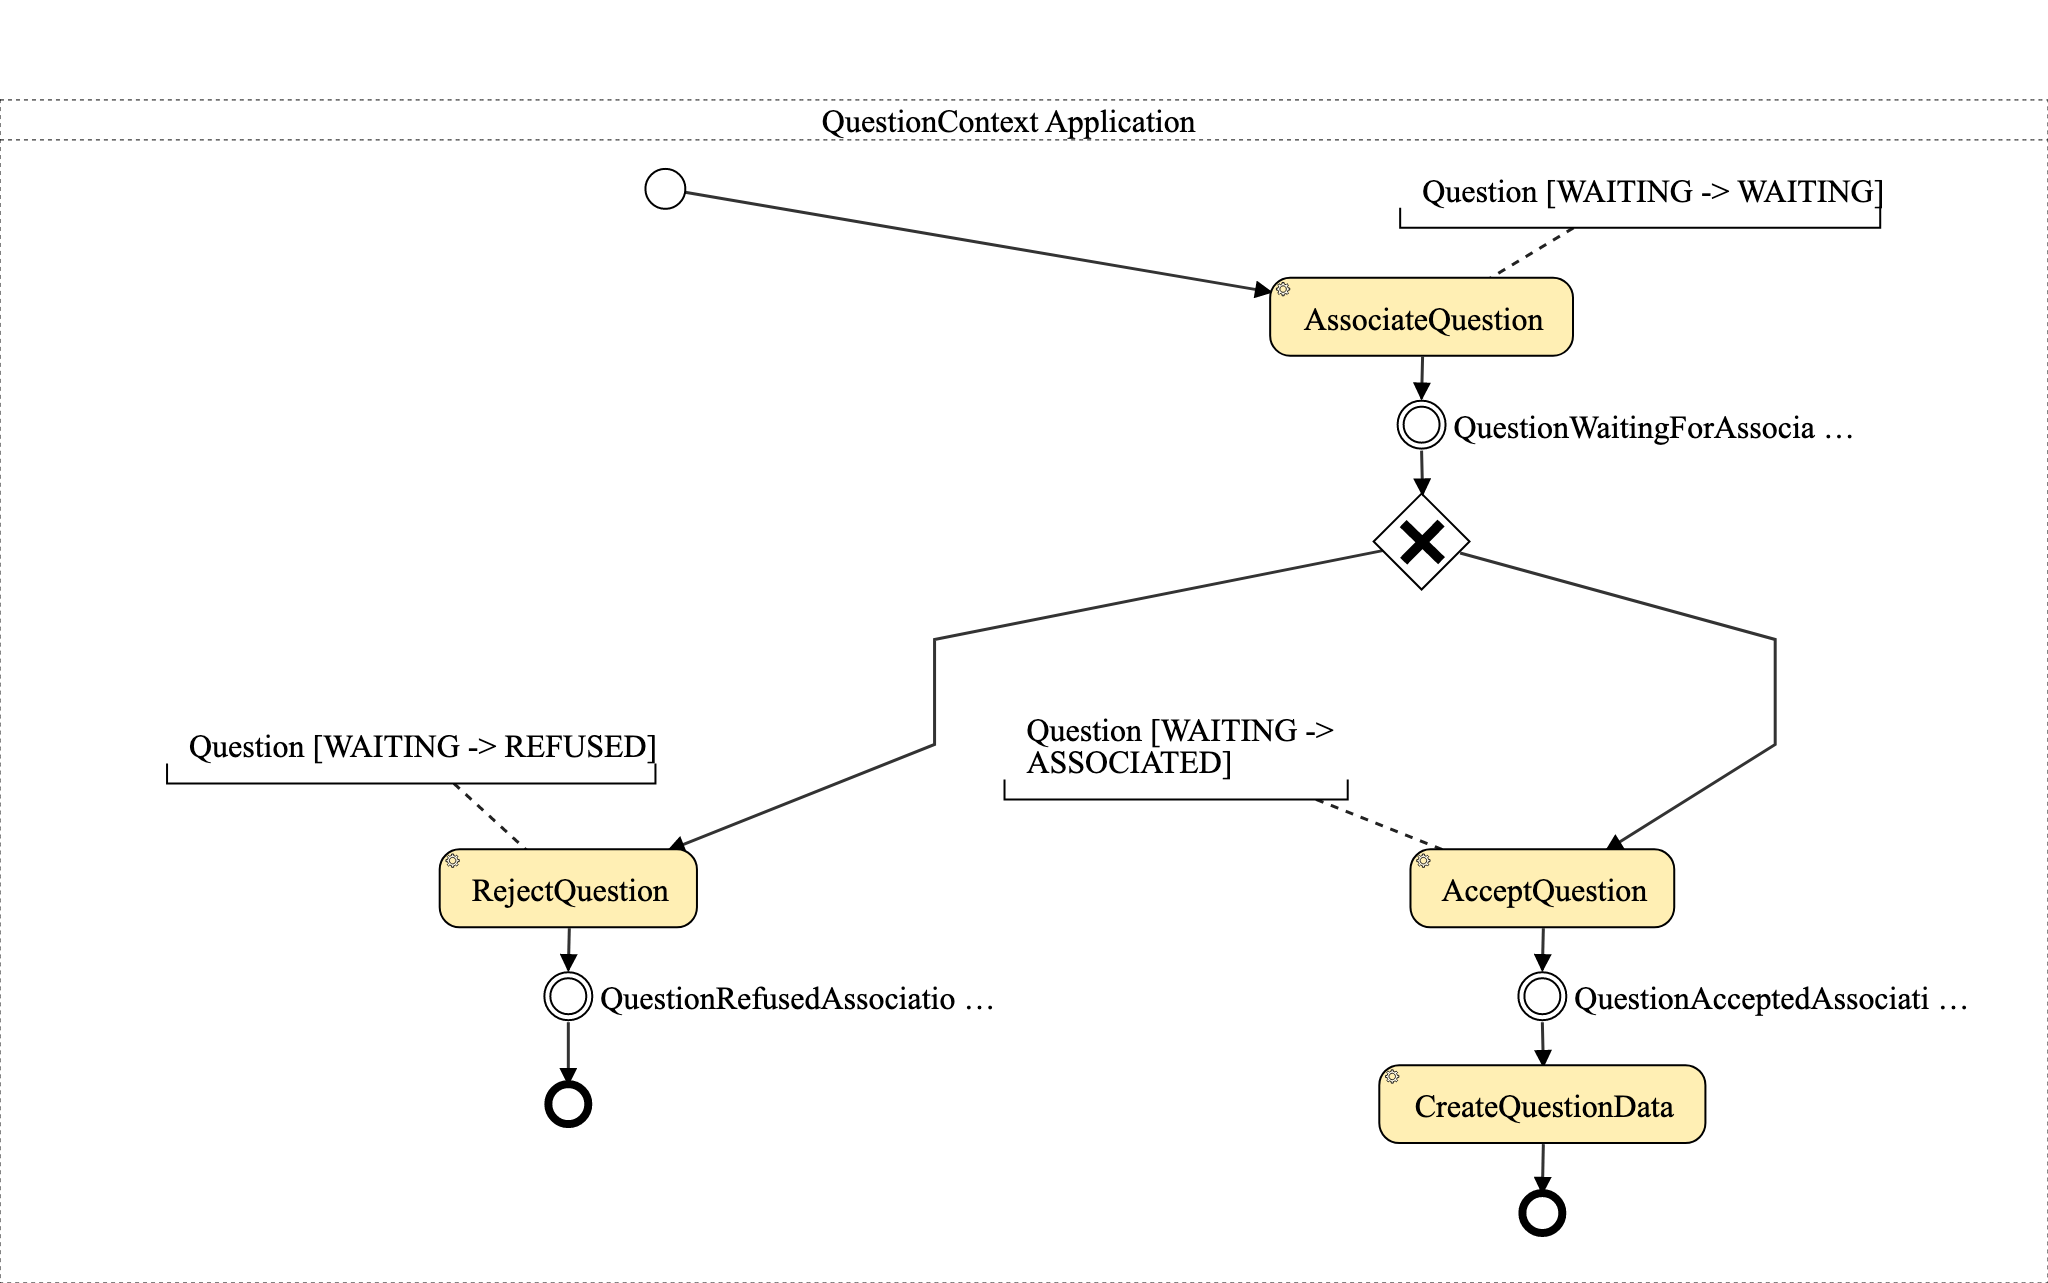 QuestionContext Application
Question [WAITING -> WAITING]
AssociateQuestion
QuestionWaitingForAssocia …
Question [WAITING -> REFUSED]
Question [WAITING ->
ASSOCIATED]
RejectQuestion
AcceptQuestion
QuestionRefusedAssociatio …
QuestionAcceptedAssociati …
CreateQuestionData